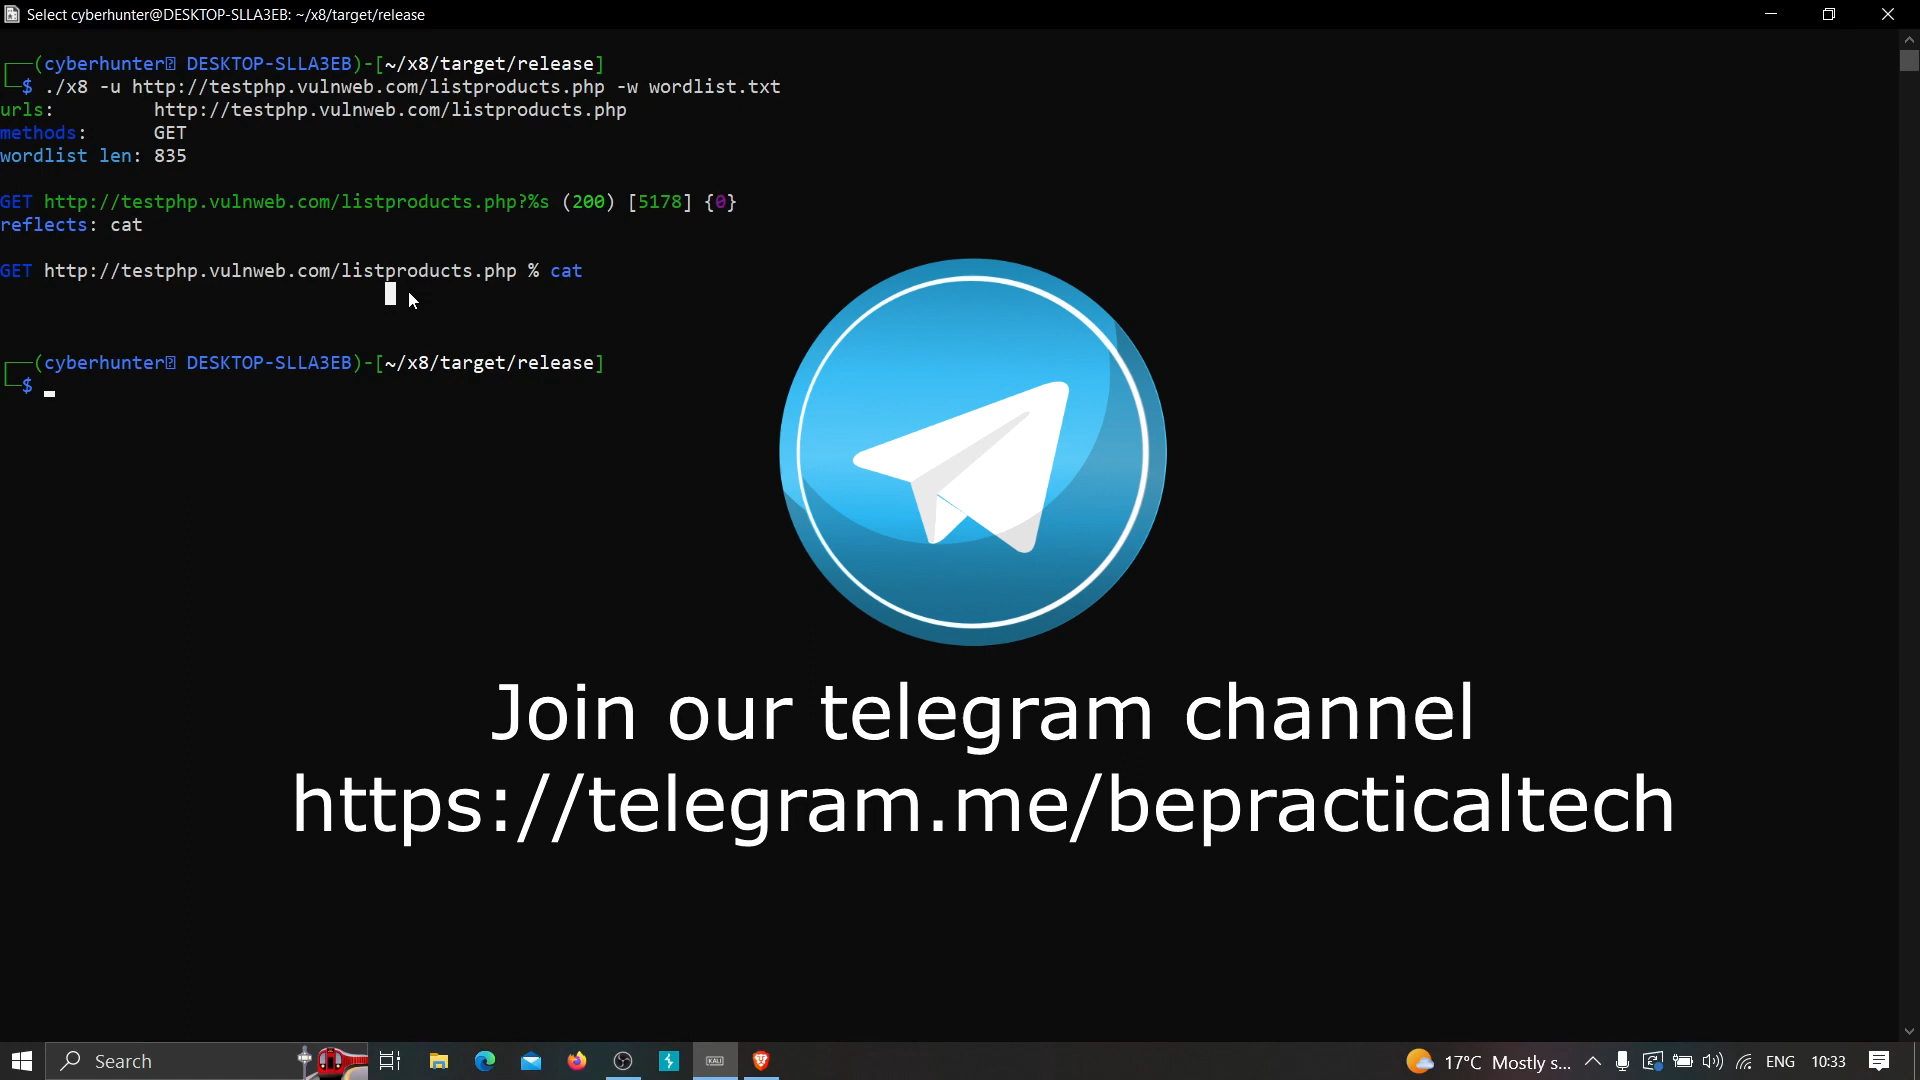 Select cyberhunter@DESKTOP-SLLA3EB: ~/x8/target/release
┌──(cyberhunter⍰ DESKTOP-SLLA3EB)-[~/x8/target/release]
└─$ ./x8 -u http://testphp.vulnweb.com/listproducts.php -w wordlist.txt
urls: http://testphp.vulnweb.com/listproducts.php
methods: GET
wordlist len: 835
GET http://testphp.vulnweb.com/listproducts.php?%s (200) [5178] {0}
reflects: cat
GET http://testphp.vulnweb.com/listproducts.php % cat
┌──(cyberhunter⍰ DESKTOP-SLLA3EB)-[~/x8/target/release]
└─$
Join our telegram channel
https://telegram.me/bepracticaltech
Search
KALI
17°C Mostly s... ENG 10:33